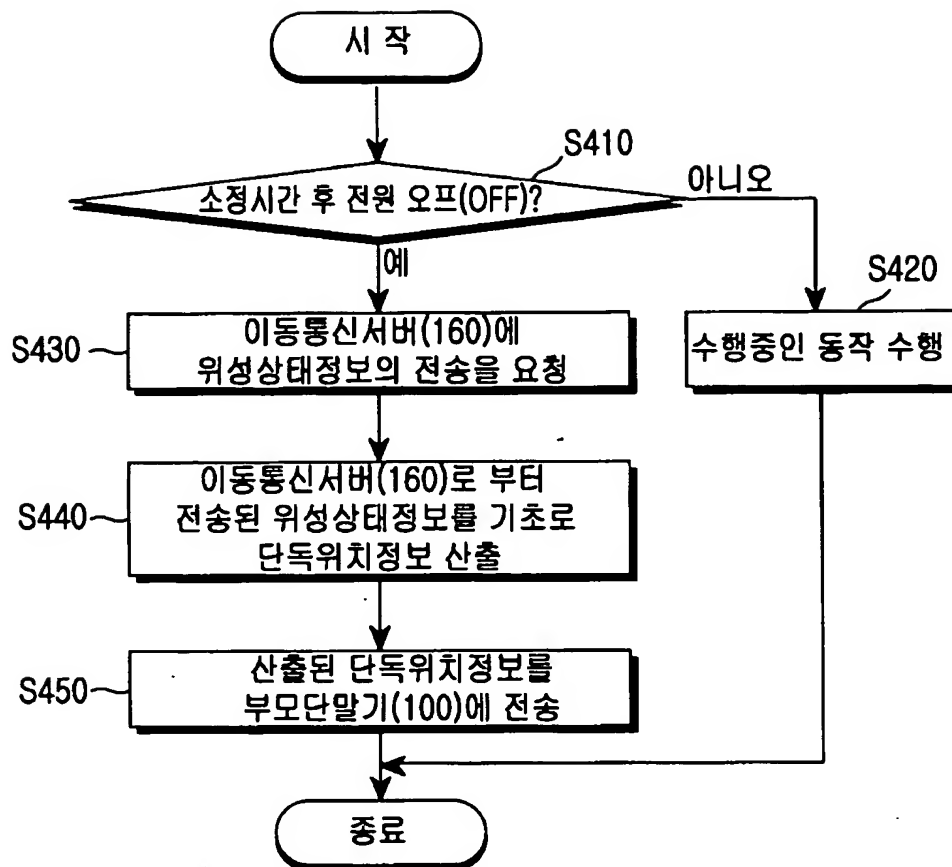 시 작
S410
소정시간 후 전원 오프(OFF)?
아니오
예
S420
수행중인 동작 수행
S430
이동통신서버(160)에
위성상태정보의 전송을 요청
S440
이동통신서버(160)로 부터
전송된 위성상태정보를 기초로
단독위치정보 산출
S450
산출된 단독위치정보를
부모단말기(100)에 전송
종료